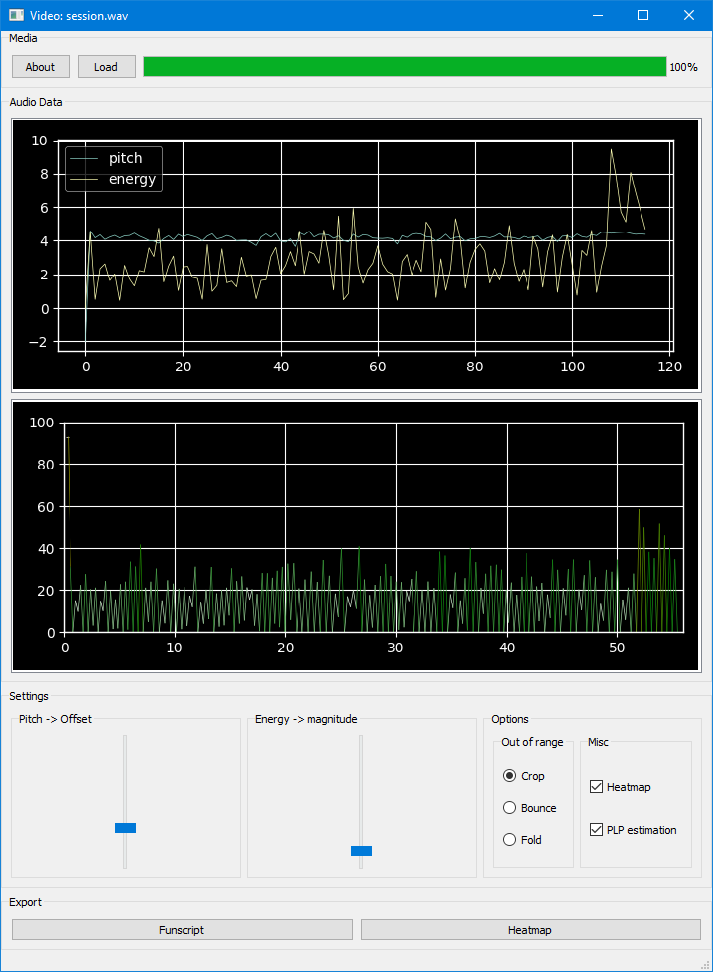 Video: session.wav
Media
About
Load
100%
Audio Data
10
8
6
4
2
0
−2
pitch
energy
0 20 40 60 80 100 120
100
80
60
40
20
0
0 10 20 30 40 50
Settings
Pitch -> Offset
Energy -> magnitude
Options
Out of range
Misc
Crop
Bounce
Fold
Heatmap
PLP estimation
Export
Funscript
Heatmap